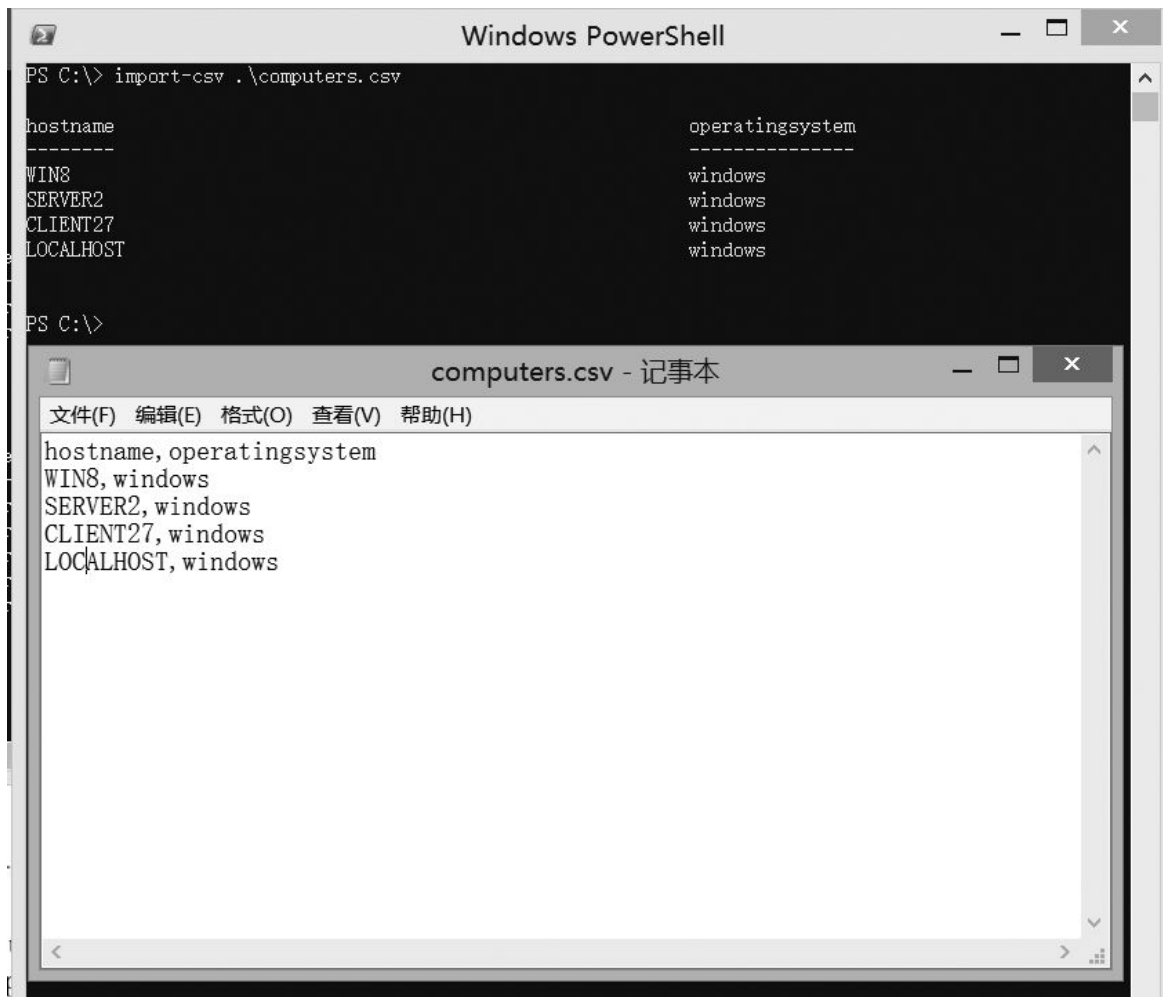 Windows PowerShell
PS C:\> import-csv .\computers.csv
hostname operatingsystem
-------- ---------------
WIN8 windows
SERVER2 windows
CLIENT27 windows
LOCALHOST windows
PS C:\>
computers.csv - 记事本
文件(F) 编辑(E) 格式(O) 查看(V) 帮助(H)
hostname,operatingsystem
WIN8,windows
SERVER2,windows
CLIENT27,windows
LOCALHOST,windows